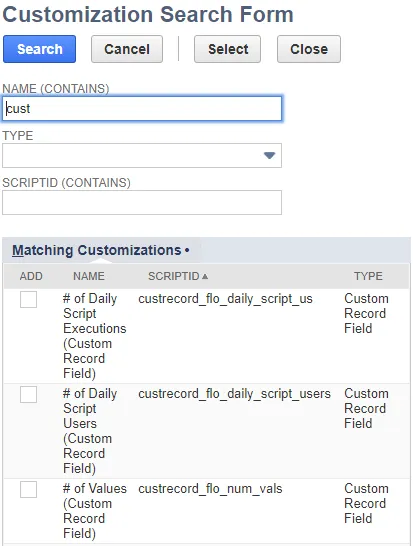 Customization Search Form
Search Cancel Select Close
NAME (CONTAINS)
cust
TYPE
SCRIPTID (CONTAINS)
Matching Customizations •
ADD NAME SCRIPTID ▲ TYPE
# of Daily custrecord_flo_daily_script_us Custom
Script Record
Executions Field
(Custom
Record
Field)
# of Daily custrecord_flo_daily_script_users Custom
Script Record
Users Field
(Custom
Record
Field)
# of Values custrecord_flo_num_vals Custom
(Custom Record
Record Field
Field)